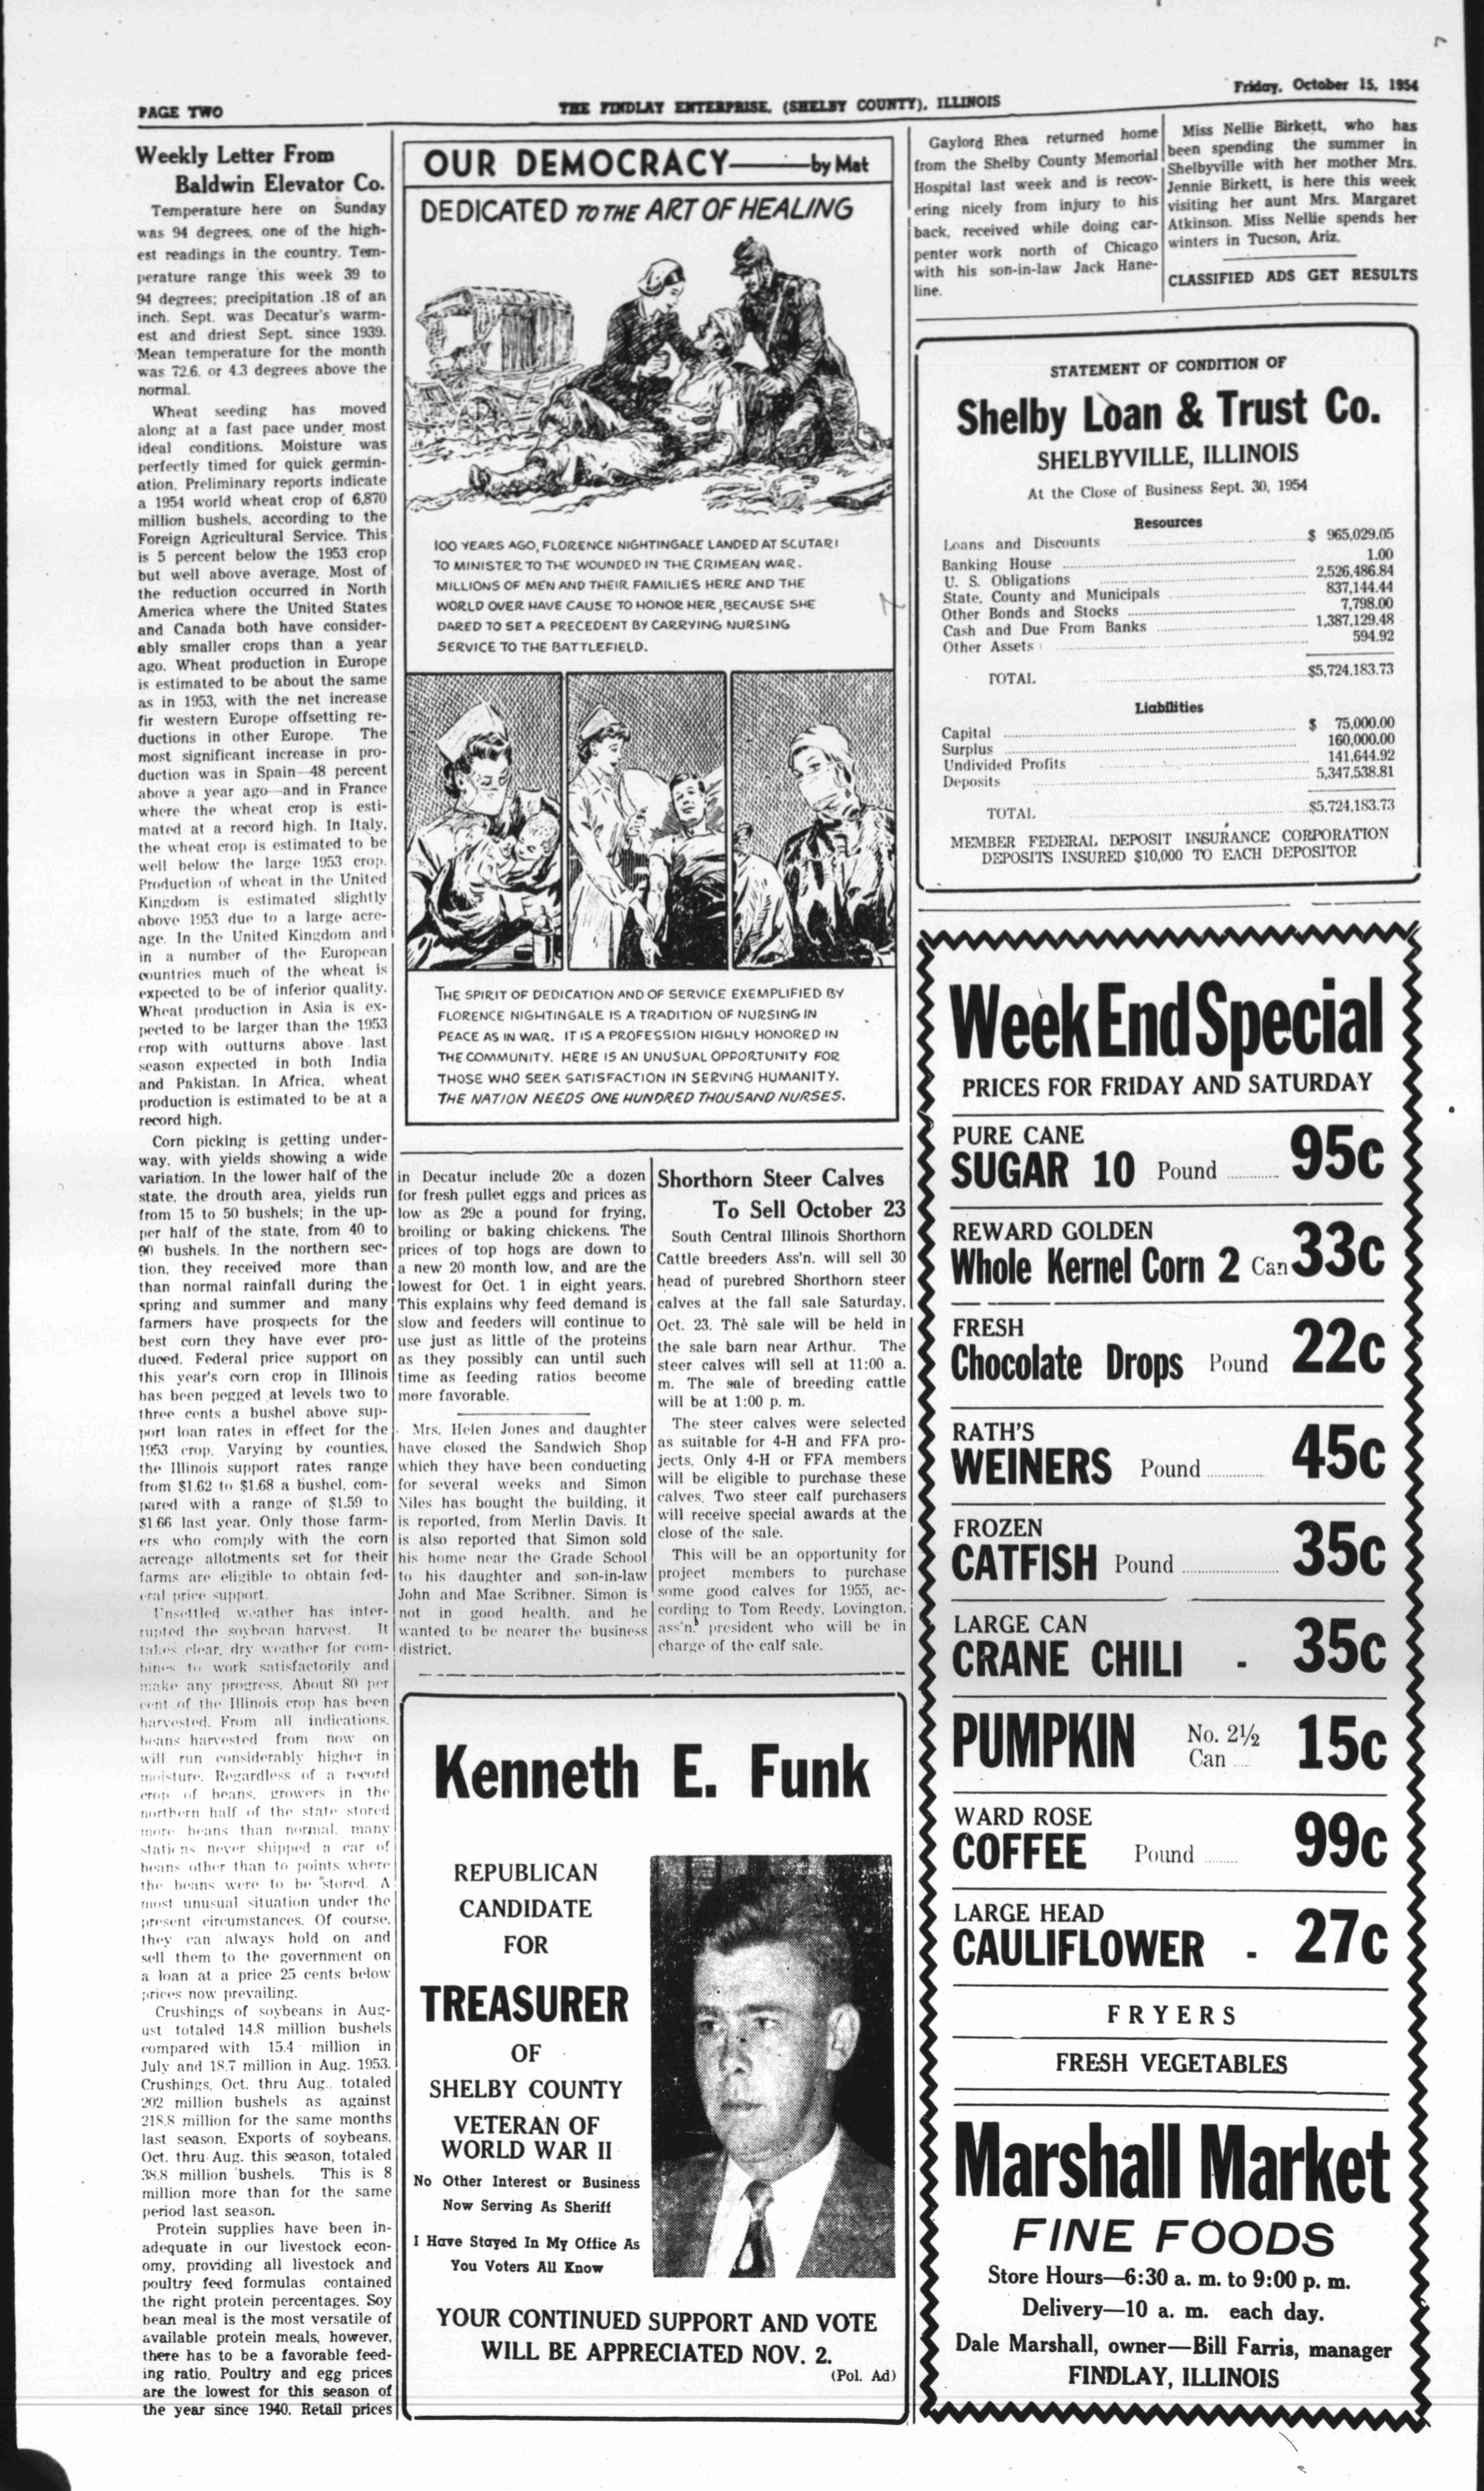 PAGE TWO
THE FINDLAY ENTERPRISE, (SHELBY COUNTY), ILLINOIS
Friday, October 15, 1954
Weekly Letter From
Baldwin Elevator Co.
Temperature here on Sunday
was 94 degrees, one of the high-
est readings in the country. Tem-
perature range this week 39 to
94 degrees; precipitation .18 of an
inch. Sept. was Decatur's warm-
est and driest Sept. since 1939.
Mean temperature for the month
was 72.6, or 4.3 degrees above the
normal.
Wheat seeding has moved
along at a fast pace under most
ideal conditions. Moisture was
perfectly timed for quick germin-
ation. Preliminary reports indicate
a 1954 world wheat crop of 6,870
million bushels, according to the
Foreign Agricultural Service. This
is 5 percent below the 1953 crop
but well above average. Most of
the reduction occurred in North
America where the United States
and Canada both have consider-
ably smaller crops than a year
ago. Wheat production in Europe
is estimated to be about the same
as in 1953, with the net increase
fir western Europe offsetting re-
ductions in other Europe. The
most significant increase in pro-
duction was in Spain—48 percent
above a year ago—and in France
where the wheat crop is esti-
mated at a record high. In Italy,
the wheat crop is estimated to be
well below the large 1953 crop.
Production of wheat in the United
Kingdom is estimated slightly
above 1953 due to a large acre-
age. In the United Kingdom and
in a number of the European
countries much of the wheat is
expected to be of inferior quality.
Wheat production in Asia is ex-
pected to be larger than the 1953
crop with outturns above last
season expected in both India
and Pakistan. In Africa, wheat
production is estimated to be at a
record high.
Corn picking is getting under-
way, with yields showing a wide
variation. In the lower half of the
state, the drouth area, yields run
from 15 to 50 bushels; in the up-
per half of the state, from 40 to
90 bushels. In the northern sec-
tion, they received more than
than normal rainfall during the
spring and summer and many
farmers have prospects for the
best corn they have ever pro-
duced. Federal price support on
this year's corn crop in Illinois
has been pegged at levels two to
three cents a bushel above sup-
port loan rates in effect for the
1953 crop. Varying by counties,
the Illinois support rates range
from $1.62 to $1.68 a bushel, com-
pared with a range of $1.59 to
$1.66 last year. Only those farm-
ers who comply with the corn
acreage allotments set for their
farms are eligible to obtain fed-
eral price support.
Unsettled weather has inter-
rupted the soybean harvest. It
takes clear, dry weather for com-
bines to work satisfactorily and
make any progress. About 80 per
cent of the Illinois crop has been
harvested. From all indications,
beans harvested from now on
will run considerably higher in
moisture. Regardless of a record
crop of beans, growers in the
northern half of the state stored
more beans than normal, many
stations never shipped a car of
beans other than to points where
the beans were to be stored. A
most unusual situation under the
present circumstances. Of course,
they can always hold on and
sell them to the government on
a loan at a price 25 cents below
prices now prevailing.
Crushings of soybeans in Aug-
ust totaled 14.8 million bushels
compared with 15.4 million in
July and 18.7 million in Aug. 1953.
Crushings, Oct. thru Aug., totaled
202 million bushels as against
218.8 million for the same months
last season. Exports of soybeans,
Oct. thru Aug. this season, totaled
38.8 million bushels. This is 8
million more than for the same
period last season.
Protein supplies have been in-
adequate in our livestock econ-
omy, providing all livestock and
poultry feed formulas contained
the right protein percentages. Soy
bean meal is the most versatile of
available protein meals, however,
there has to be a favorable feed-
ing ratio. Poultry and egg prices
are the lowest for this season of
the year since 1940. Retail prices
OUR DEMOCRACY——by Mat
DEDICATED TO THE ART OF HEALING
100 YEARS AGO, FLORENCE NIGHTINGALE LANDED AT SCUTARI
TO MINISTER TO THE WOUNDED IN THE CRIMEAN WAR.
MILLIONS OF MEN AND THEIR FAMILIES HERE AND THE
WORLD OVER HAVE CAUSE TO HONOR HER, BECAUSE SHE
DARED TO SET A PRECEDENT BY CARRYING NURSING
SERVICE TO THE BATTLEFIELD.
THE SPIRIT OF DEDICATION AND OF SERVICE EXEMPLIFIED BY
FLORENCE NIGHTINGALE IS A TRADITION OF NURSING IN
PEACE AS IN WAR. IT IS A PROFESSION HIGHLY HONORED IN
THE COMMUNITY. HERE IS AN UNUSUAL OPPORTUNITY FOR
THOSE WHO SEEK SATISFACTION IN SERVING HUMANITY.
THE NATION NEEDS ONE HUNDRED THOUSAND NURSES.
in Decatur include 20c a dozen
for fresh pullet eggs and prices as
low as 29c a pound for frying,
broiling or baking chickens. The
prices of top hogs are down to
a new 20 month low, and are the
lowest for Oct. 1 in eight years.
This explains why feed demand is
slow and feeders will continue to
use just as little of the proteins
as they possibly can until such
time as feeding ratios become
more favorable.
Mrs. Helen Jones and daughter
have closed the Sandwich Shop
which they have been conducting
for several weeks and Simon
Niles has bought the building, it
is reported, from Merlin Davis. It
is also reported that Simon sold
his home near the Grade School
to his daughter and son-in-law
John and Mae Scribner. Simon is
not in good health, and he
wanted to be nearer the business
district.
Shorthorn Steer Calves
To Sell October 23
South Central Illinois Shorthorn
Cattle breeders Ass'n. will sell 30
head of purebred Shorthorn steer
calves at the fall sale Saturday,
Oct. 23. The sale will be held in
the sale barn near Arthur. The
steer calves will sell at 11:00 a.
m. The sale of breeding cattle
will be at 1:00 p. m.
The steer calves were selected
as suitable for 4-H and FFA pro-
jects. Only 4-H or FFA members
will be eligible to purchase these
calves. Two steer calf purchasers
will receive special awards at the
close of the sale.
This will be an opportunity for
project members to purchase
some good calves for 1955, ac-
cording to Tom Reedy, Lovington,
ass'n. president who will be in
charge of the calf sale.
Kenneth E. Funk
REPUBLICAN
CANDIDATE
FOR
TREASURER
OF
SHELBY COUNTY
VETERAN OF
WORLD WAR II
No Other Interest or Business
Now Serving As Sheriff
I Have Stayed In My Office As
You Voters All Know
YOUR CONTINUED SUPPORT AND VOTE
WILL BE APPRECIATED NOV. 2.
(Pol. Ad)
Gaylord Rhea returned home
from the Shelby County Memorial
Hospital last week and is recov-
ering nicely from injury to his
back, received while doing car-
penter work north of Chicago
with his son-in-law Jack Hane-
line.
Miss Nellie Birkett, who has
been spending the summer in
Shelbyville with her mother Mrs.
Jennie Birkett, is here this week
visiting her aunt Mrs. Margaret
Atkinson. Miss Nellie spends her
winters in Tucson, Ariz.
CLASSIFIED ADS GET RESULTS
STATEMENT OF CONDITION OF
Shelby Loan & Trust Co.
SHELBYVILLE, ILLINOIS
At the Close of Business Sept. 30, 1954
Resources
Loans and Discounts $ 965,029.05
Banking House 1.00
U. S. Obligations 2,526,486.84
State, County and Municipals 837,144.44
Other Bonds and Stocks 7,798.00
Cash and Due From Banks 1,387,129.48
Other Assets 594.92
TOTAL $5,724,183.73
Liabilities
Capital $ 75,000.00
Surplus 160,000.00
Undivided Profits 141,644.92
Deposits 5,347,538.81
TOTAL $5,724,183.73
MEMBER FEDERAL DEPOSIT INSURANCE CORPORATION
DEPOSITS INSURED $10,000 TO EACH DEPOSITOR
Week End Special
PRICES FOR FRIDAY AND SATURDAY
PURE CANE
SUGAR 10 Pound 95c
REWARD GOLDEN
Whole Kernel Corn 2 Can 33c
FRESH
Chocolate Drops Pound 22c
RATH'S
WEINERS Pound 45c
FROZEN
CATFISH Pound 35c
LARGE CAN
CRANE CHILI - 35c
PUMPKIN No. 2½ Can 15c
WARD ROSE
COFFEE Pound 99c
LARGE HEAD
CAULIFLOWER - 27c
FRYERS
FRESH VEGETABLES
Marshall Market
FINE FOODS
Store Hours—6:30 a. m. to 9:00 p. m.
Delivery—10 a. m. each day.
Dale Marshall, owner—Bill Farris, manager
FINDLAY, ILLINOIS